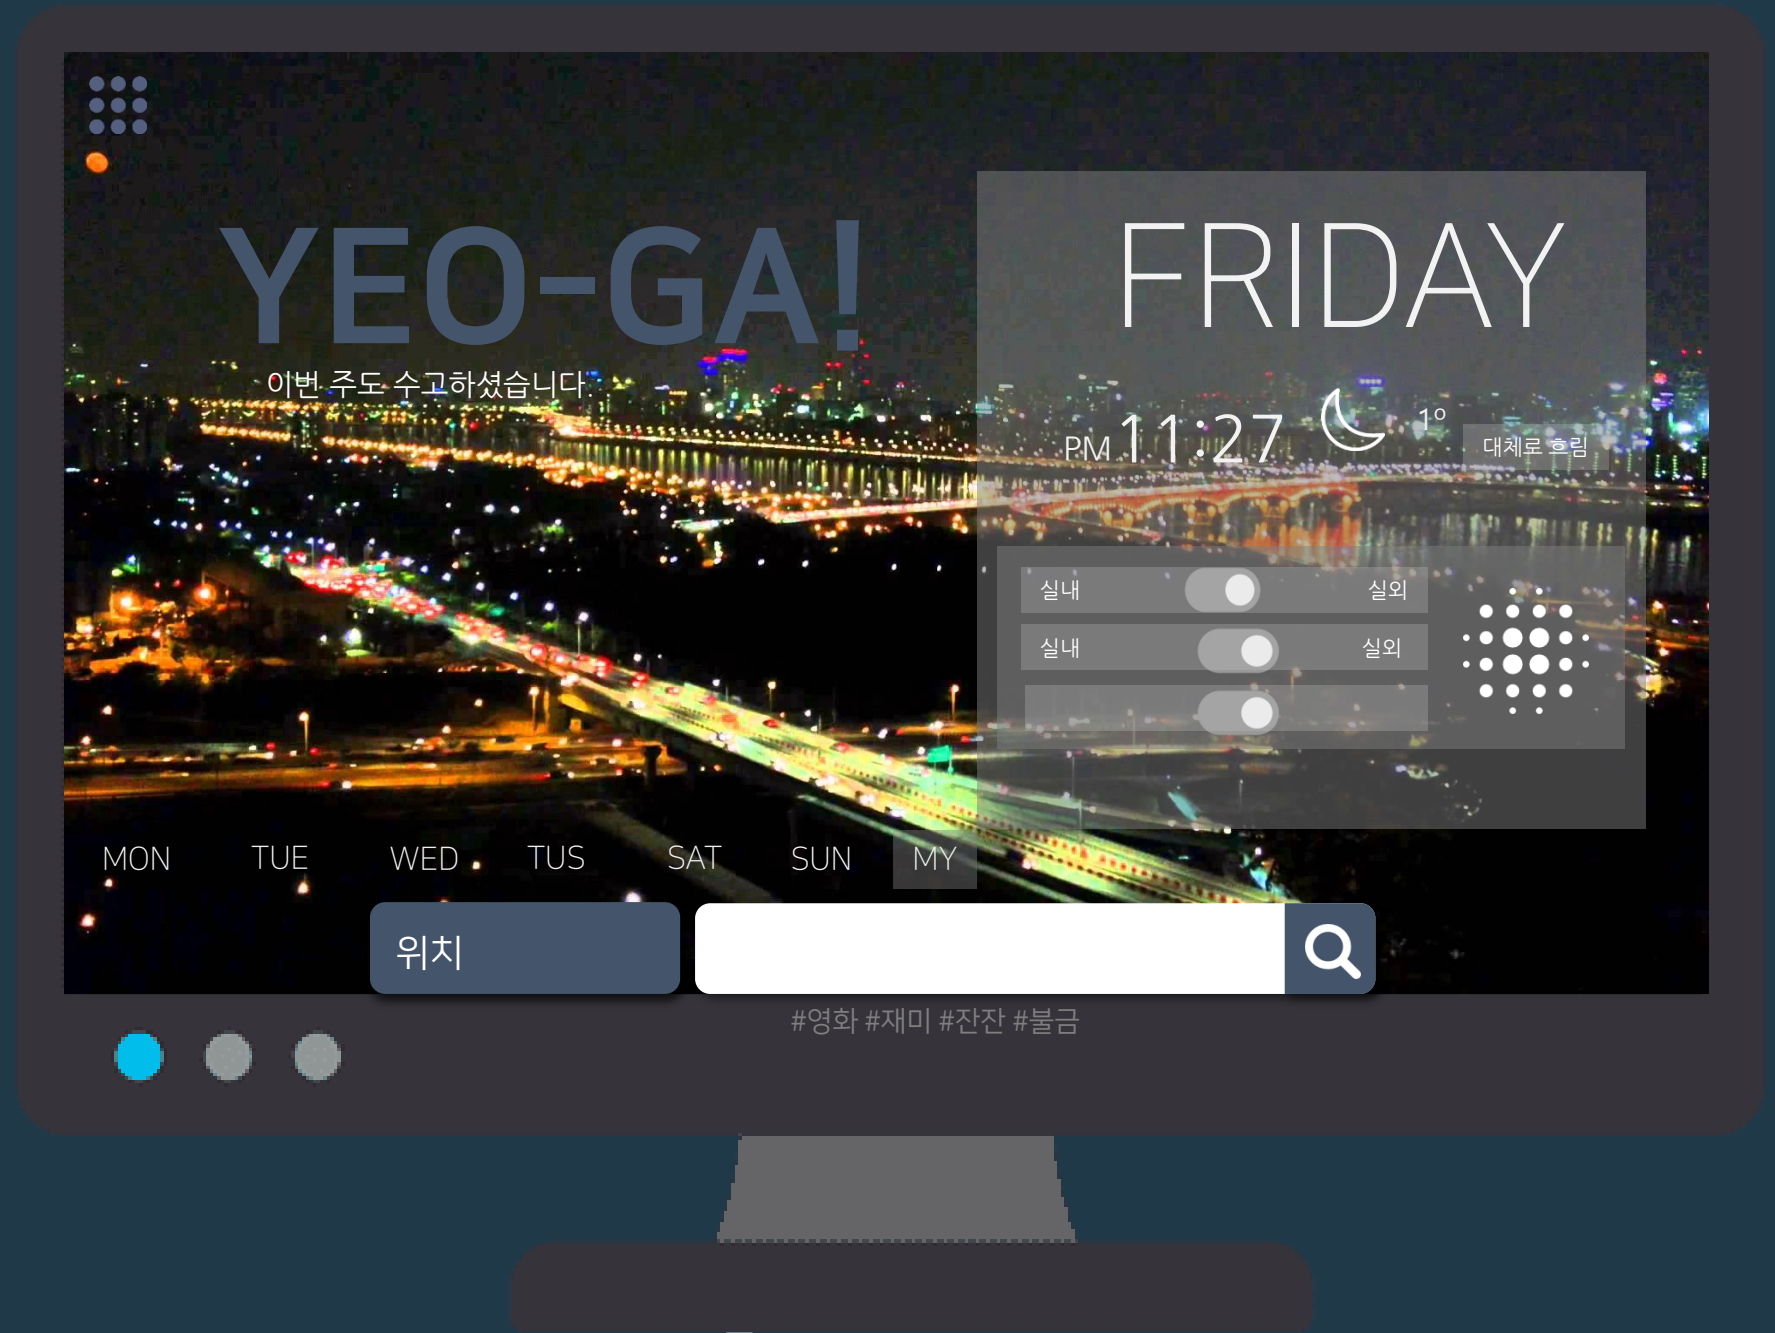 YEO-GA!
이번 주도 수고하셨습니다.
FRIDAY
PM 11:27 1° 대체로 흐림
실내 실외
실내 실외
MON TUE WED TUS SAT SUN MY
위치
#영화 #재미 #잔잔 #불금